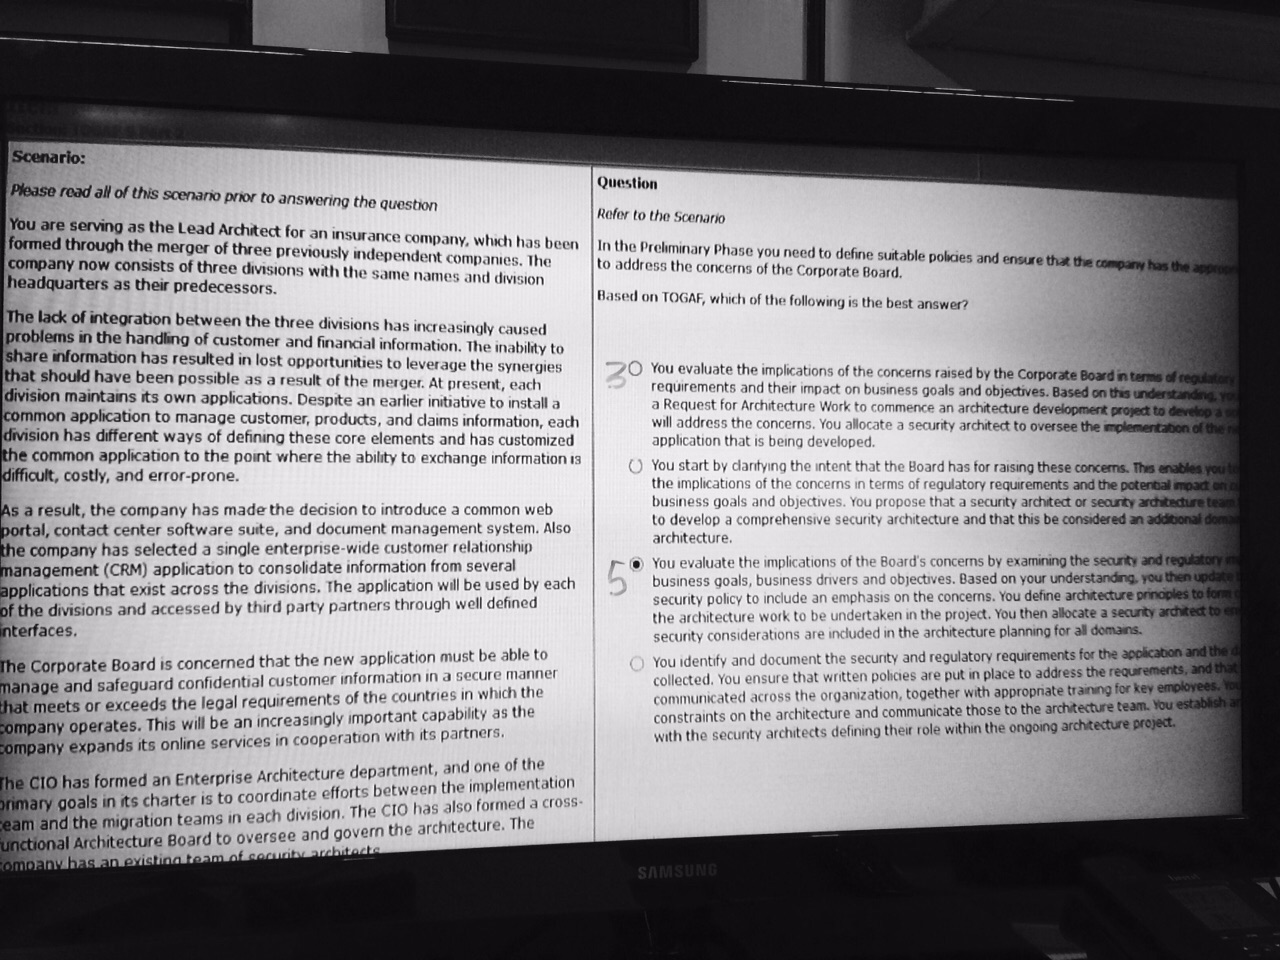 Scenario:
Please read all of this scenario prior to answering the question
You are serving as the Lead Architect for an insurance company, which has been
formed through the merger of three previously independent companies. The
company now consists of three divisions with the same names and division
headquarters as their predecessors.
The lack of integration between the three divisions has increasingly caused
problems in the handling of customer and financial information. The inability to
share information has resulted in lost opportunities to leverage the synergies
that should have been possible as a result of the merger. At present, each
division maintains its own applications. Despite an earlier initiative to install a
common application to manage customer, products, and claims information, each
division has different ways of defining these core elements and has customized
the common application to the point where the ability to exchange information is
difficult, costly, and error-prone.
As a result, the company has made the decision to introduce a common web
portal, contact center software suite, and document management system. Also
the company has selected a single enterprise-wide customer relationship
management (CRM) application to consolidate information from several
applications that exist across the divisions. The application will be used by each
of the divisions and accessed by third party partners through well defined
interfaces.
The Corporate Board is concerned that the new application must be able to
manage and safeguard confidential customer information in a secure manner
that meets or exceeds the legal requirements of the countries in which the
company operates. This will be an increasingly important capability as the
company expands its online services in cooperation with its partners.
The CIO has formed an Enterprise Architecture department, and one of the
primary goals in its charter is to coordinate efforts between the implementation
team and the migration teams in each division. The CIO has also formed a cross-
functional Architecture Board to oversee and govern the architecture. The
company has an existing team of security architects
Question
Refer to the Scenario
In the Preliminary Phase you need to define suitable policies and ensure that the company has the
to address the concerns of the Corporate Board.
Based on TOGAF, which of the following is the best answer?
3 You evaluate the implications of the concerns raised by the Corporate Board in terms of regulatory
requirements and their impact on business goals and objectives. Based on this understanding,
a Request for Architecture Work to commence an architecture development project to develop a
will address the concerns. You allocate a security architect to oversee the implementation of the
application that is being developed.
You start by clarifying the intent that the Board has for raising these concerns. This enables you
the implications of the concerns in terms of regulatory requirements and the potential impact on
business goals and objectives. You propose that a security architect or security architecture team
to develop a comprehensive security architecture and that this be considered an additional
architecture.
5 You evaluate the implications of the Board's concerns by examining the security and regulatory
business goals, business drivers and objectives. Based on your understanding, you then update
security policy to include an emphasis on the concerns. You define architecture principles to form
the architecture work to be undertaken in the project. You then allocate a security architect to
security considerations are included in the architecture planning for all domains.
You identify and document the security and regulatory requirements for the application and the
collected. You ensure that written policies are put in place to address the requirements, and that
communicated across the organization, together with appropriate training for key employees.
constraints on the architecture and communicate those to the architecture team. You establish
with the security architects defining their role within the ongoing architecture project.
SAMSUNG